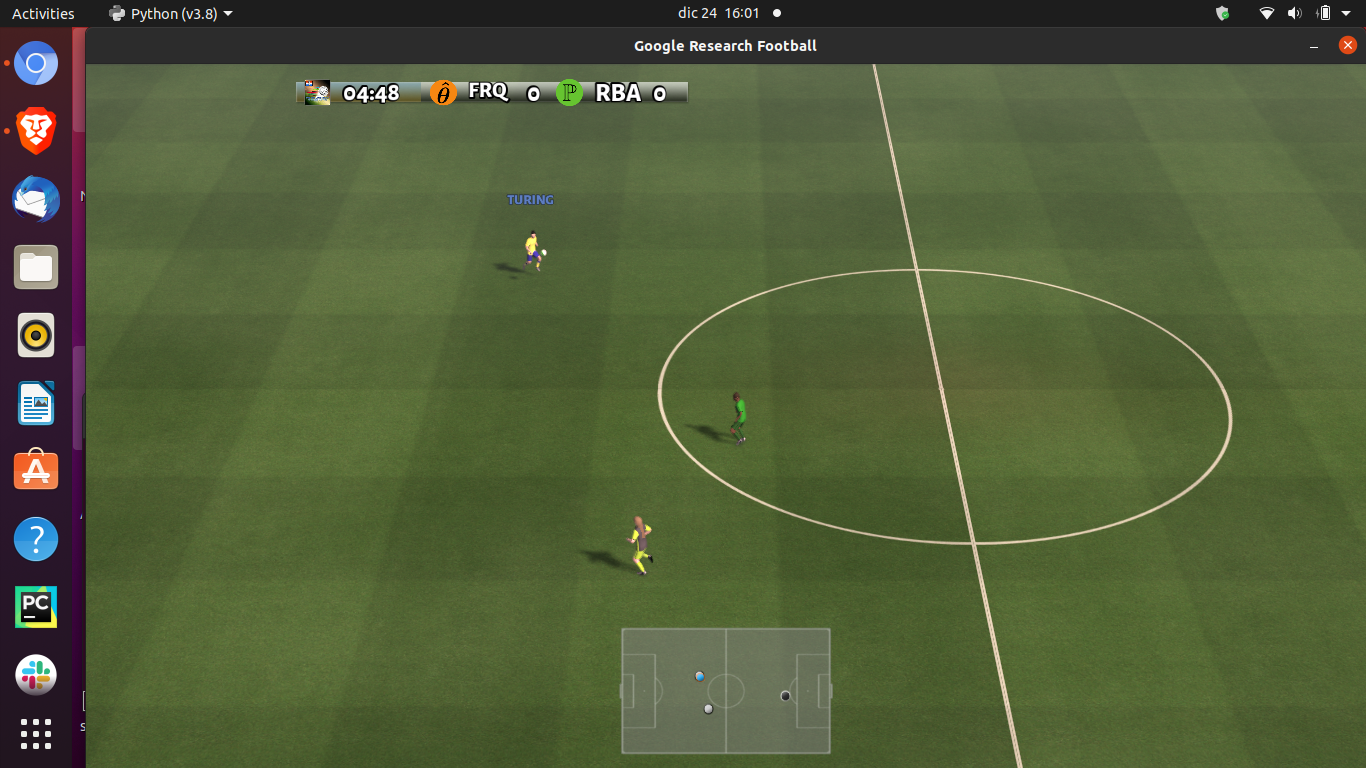 Activities Python (v3.8) dic 24 16:01
Google Research Football
04:48 θ̂ FRQ 0 ℙ RBA 0
TURING
?
PC